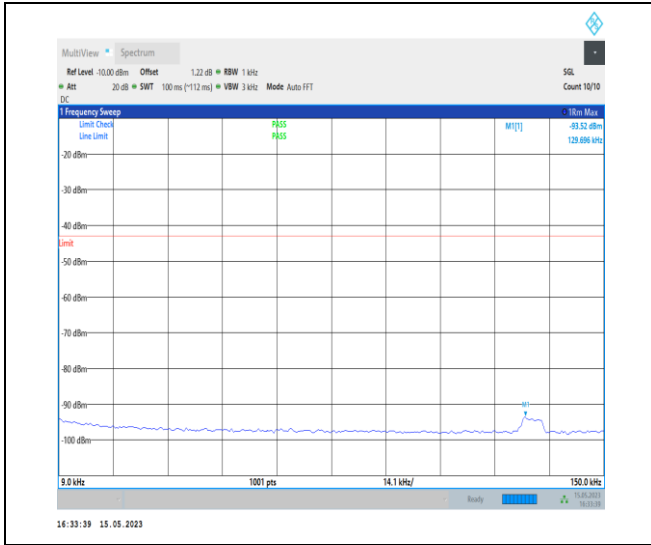 MultiView Spectrum
Ref Level -10.00 dBm Offset 1.22 dB RBW 1 kHz SGL
Att 20 dB SWT 100 ms (~112 ms) VBW 3 kHz Mode Auto FFT Count 10/10
DC
1 Frequency Sweep 1Rm Max
Limit Check PASS M1[1] -93.52 dBm
Line Limit PASS 129.696 kHz
-20 dBm
-30 dBm
-40 dBm
Limit
-50 dBm
-60 dBm
-70 dBm
-80 dBm
-90 dBm
M1
-100 dBm
9.0 kHz 1001 pts 14.1 kHz/ 150.0 kHz
Ready 15.05.2023
16:33:39
16:33:39 15.05.2023